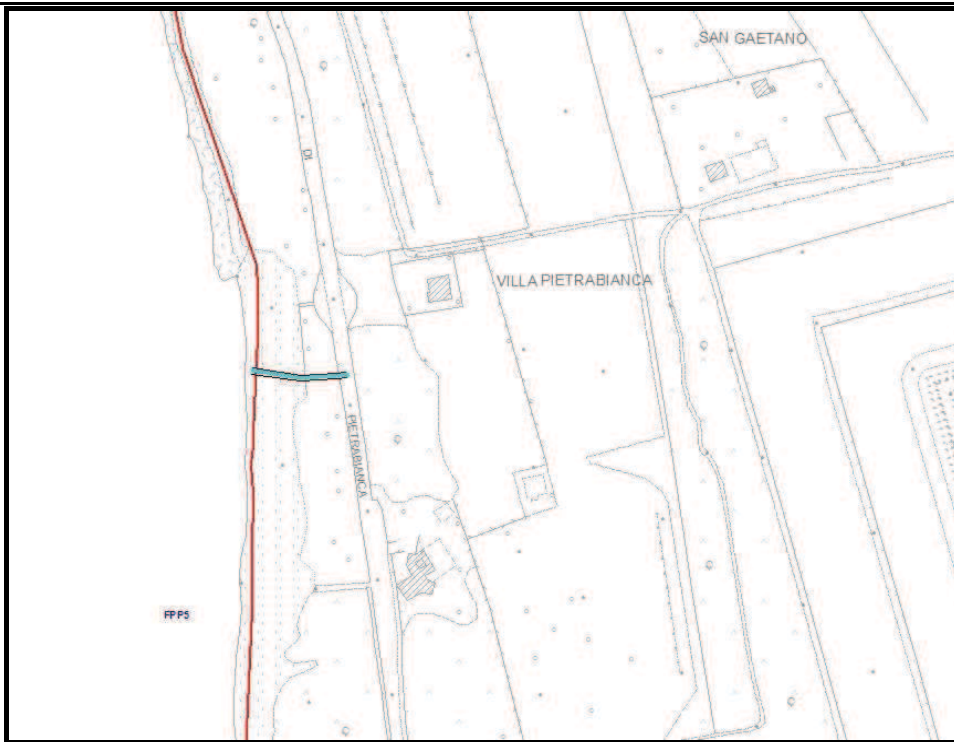 SAN GAETANO
DI
VILLA PIETRABIANCA
PIETRABIANCA
FPP5